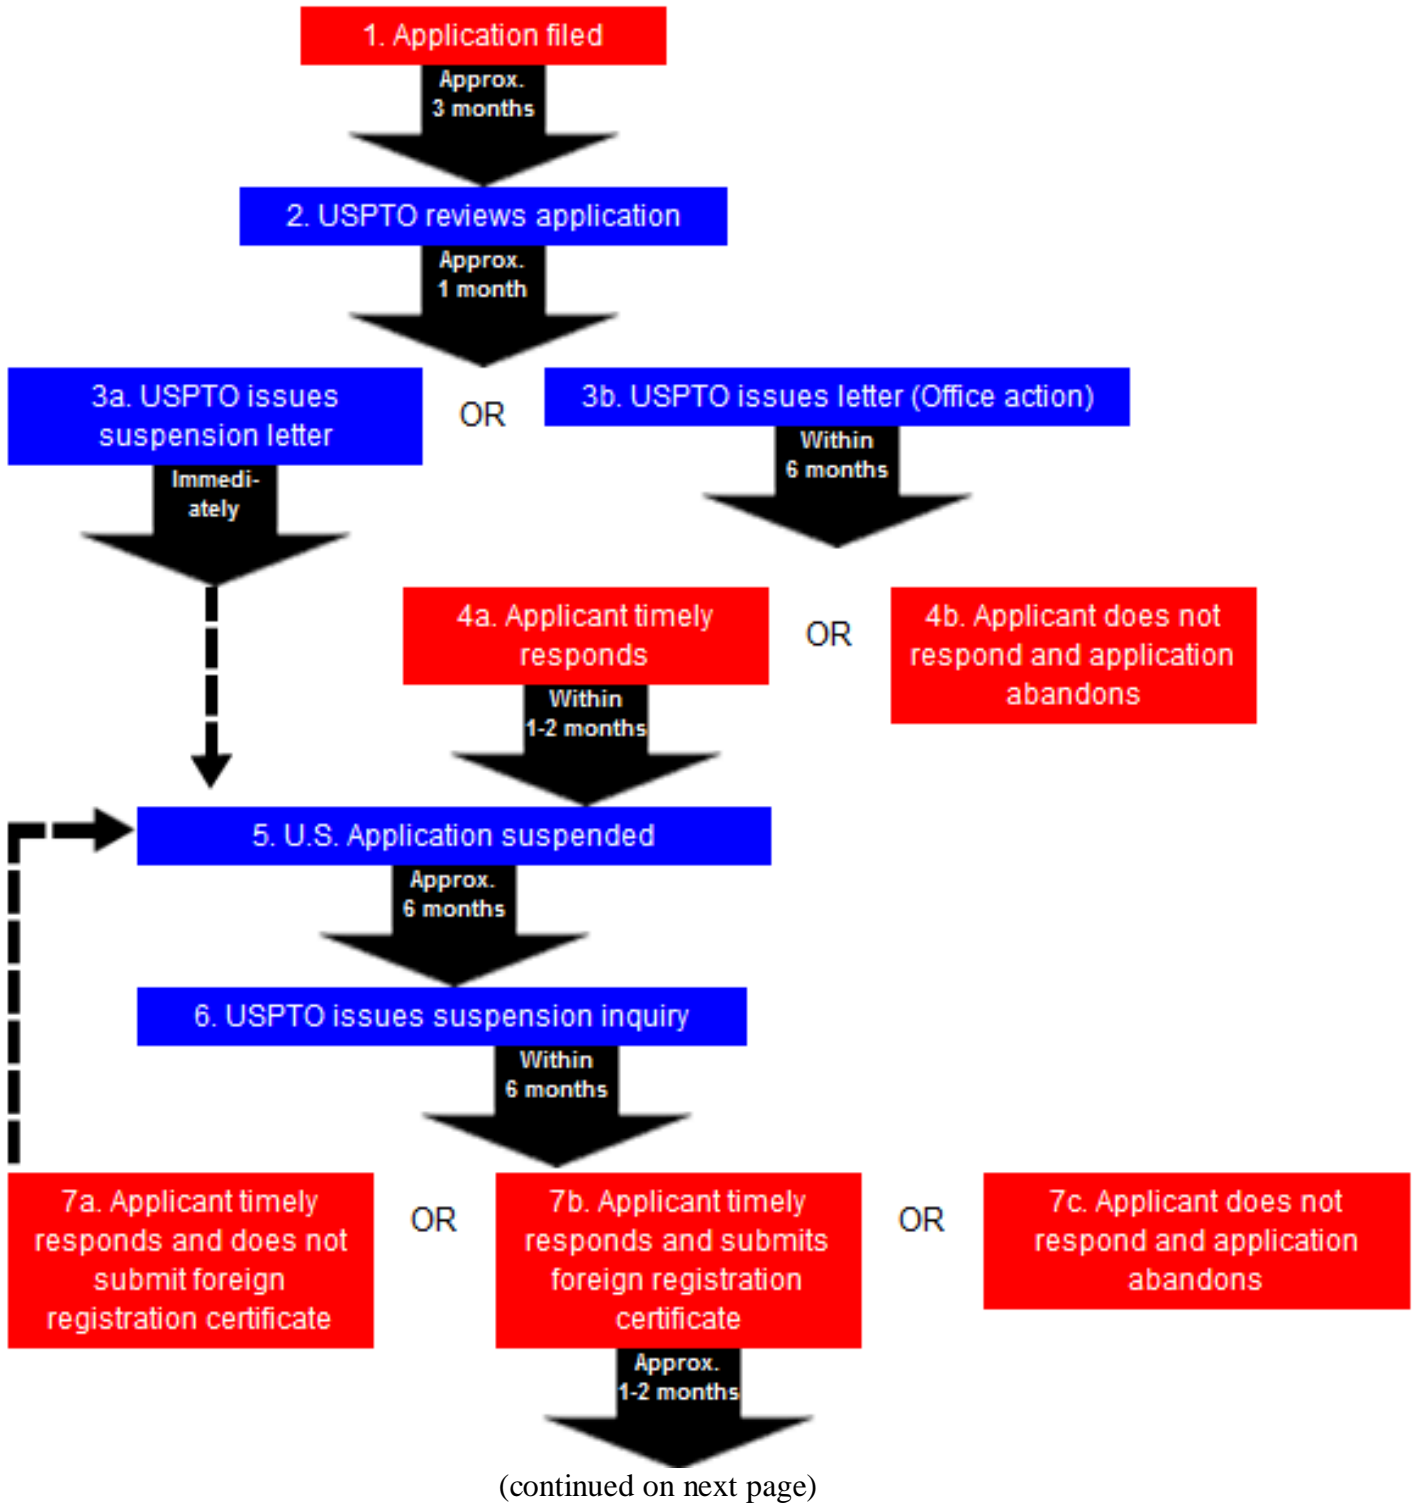 1. Application filed
Approx.
3 months
2. USPTO reviews application
Approx.
1 month
3a. USPTO issues
suspension letter
OR
3b. USPTO issues letter (Office action)
Immedi-
ately
Within
6 months
4a. Applicant timely
responds
OR
4b. Applicant does not
respond and application
abandons
Within
1-2 months
5. U.S. Application suspended
Approx.
6 months
6. USPTO issues suspension inquiry
Within
6 months
7a. Applicant timely
responds and does not
submit foreign
registration certificate
OR
7b. Applicant timely
responds and submits
foreign registration
certificate
OR
7c. Applicant does not
respond and application
abandons
Approx.
1-2 months
(continued on next page)